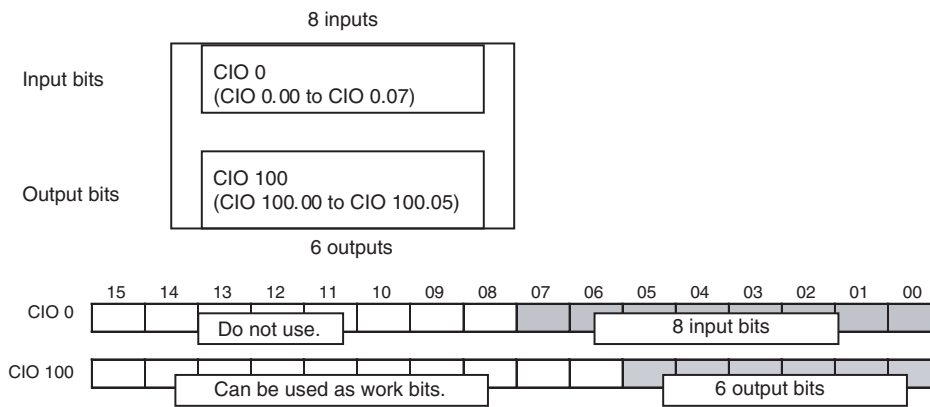 8 inputs
Input bits
CIO 0
(CIO 0.00 to CIO 0.07)
Output bits
CIO 100
(CIO 100.00 to CIO 100.05)
6 outputs
15 14 13 12 11 10 09 08 07 06 05 04 03 02 01 00
CIO 0
Do not use. 8 input bits
CIO 100
Can be used as work bits. 6 output bits